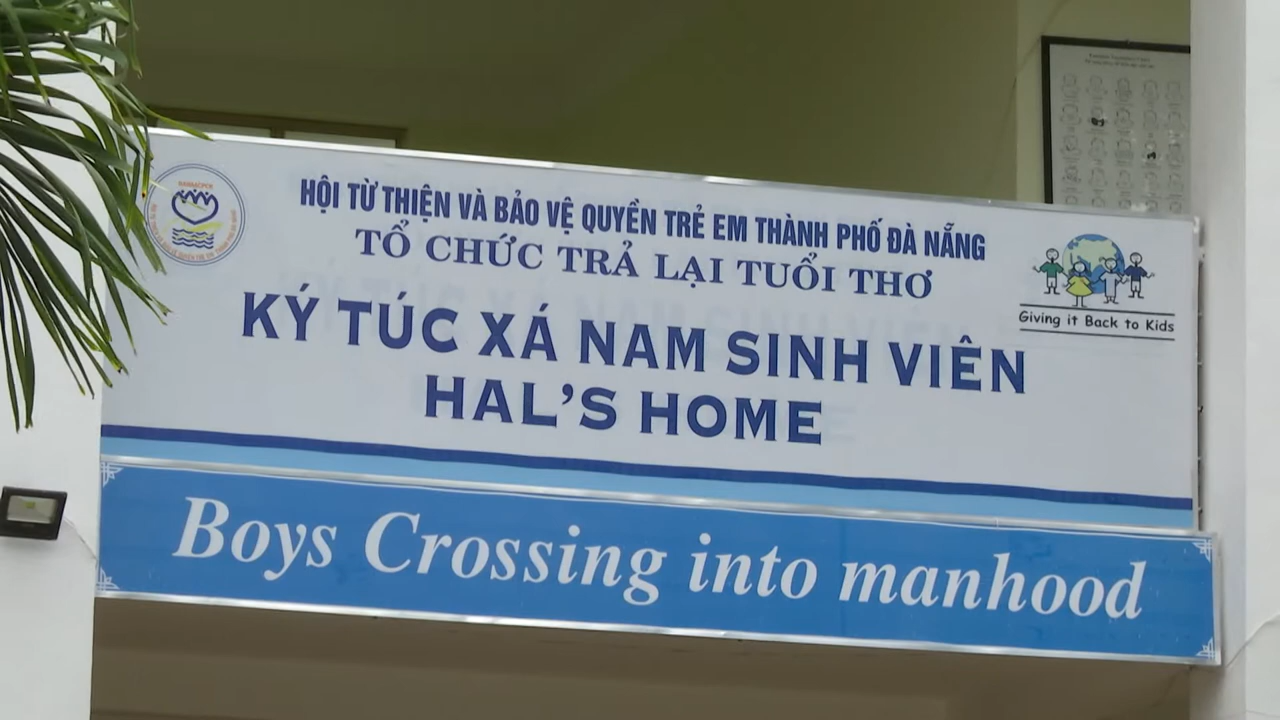 HỘI TỪ THIỆN VÀ BẢO VỆ QUYỀN TRẺ EM THÀNH PHỐ ĐÀ NẴNG
TỔ CHỨC TRẢ LẠI TUỔI THƠ
KÝ TÚC XÁ NAM SINH VIÊN
HAL'S HOME
Giving it Back to Kids
Boys Crossing into manhood